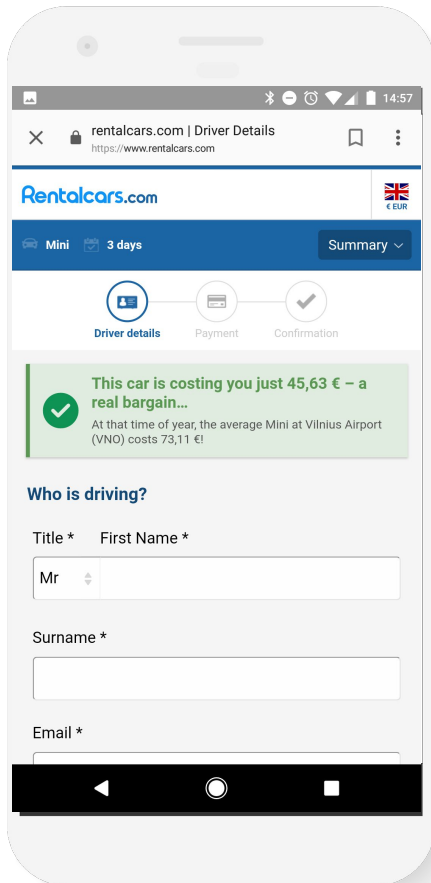 14:57
rentalcars.com | Driver Details
https://www.rentalcars.com
Rentalcars.com
€ EUR
Mini 3 days Summary
Driver details Payment Confirmation
This car is costing you just 45,63 € – a
real bargain...
At that time of year, the average Mini at Vilnius Airport
(VNO) costs 73,11 €!
Who is driving?
Title * First Name *
Mr
Surname *
Email *